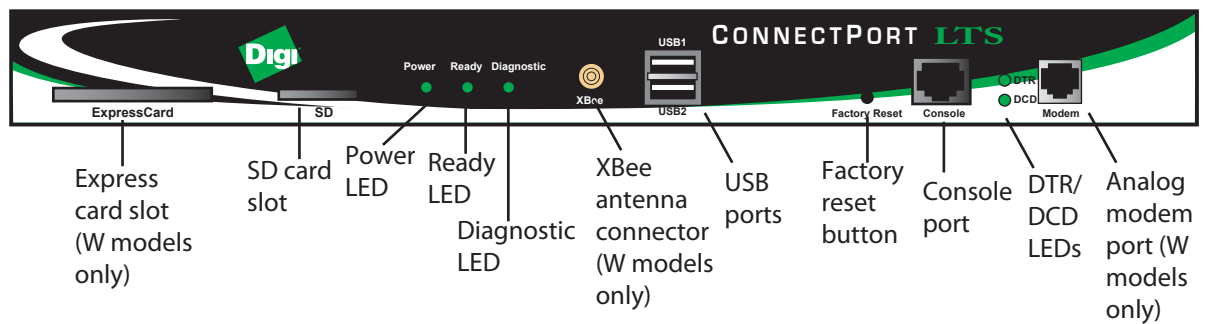 CONNECTPORT LTS
Digi
USB1
Power Ready Diagnostic
DTR
XBee
DCD
ExpressCard
SD
USB2
Factory Reset
Console
Modem
Express
card slot
(W models
only)
SD card
slot
Power
LED
Ready
LED
Diagnostic
LED
XBee
antenna
connector
(W models
only)
USB
ports
Factory
reset
button
Console
port
DTR/
DCD
LEDs
Analog
modem
port (W
models
only)